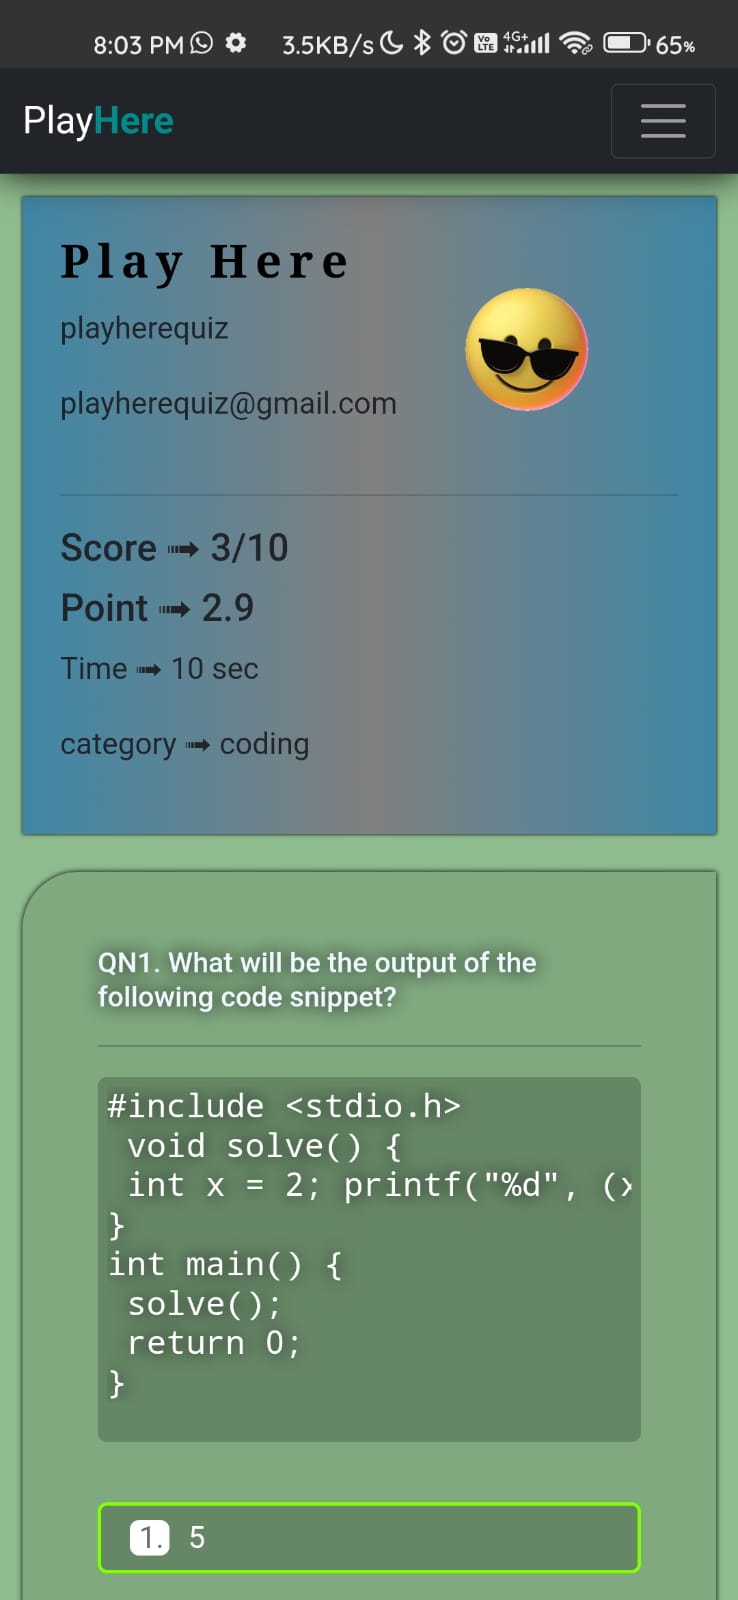 8:03 PM 3.5KB/s Vo LTE 4G+ 65%
PlayHere
Play Here
playherequiz
playherequiz@gmail.com
Score ➟ 3/10
Point ➟ 2.9
Time ➟ 10 sec
category ➟ coding
QN1. What will be the output of the
following code snippet?
#include <stdio.h>
void solve() {
int x = 2; printf("%d", (x
}
int main() {
solve();
return 0;
}
1. 5